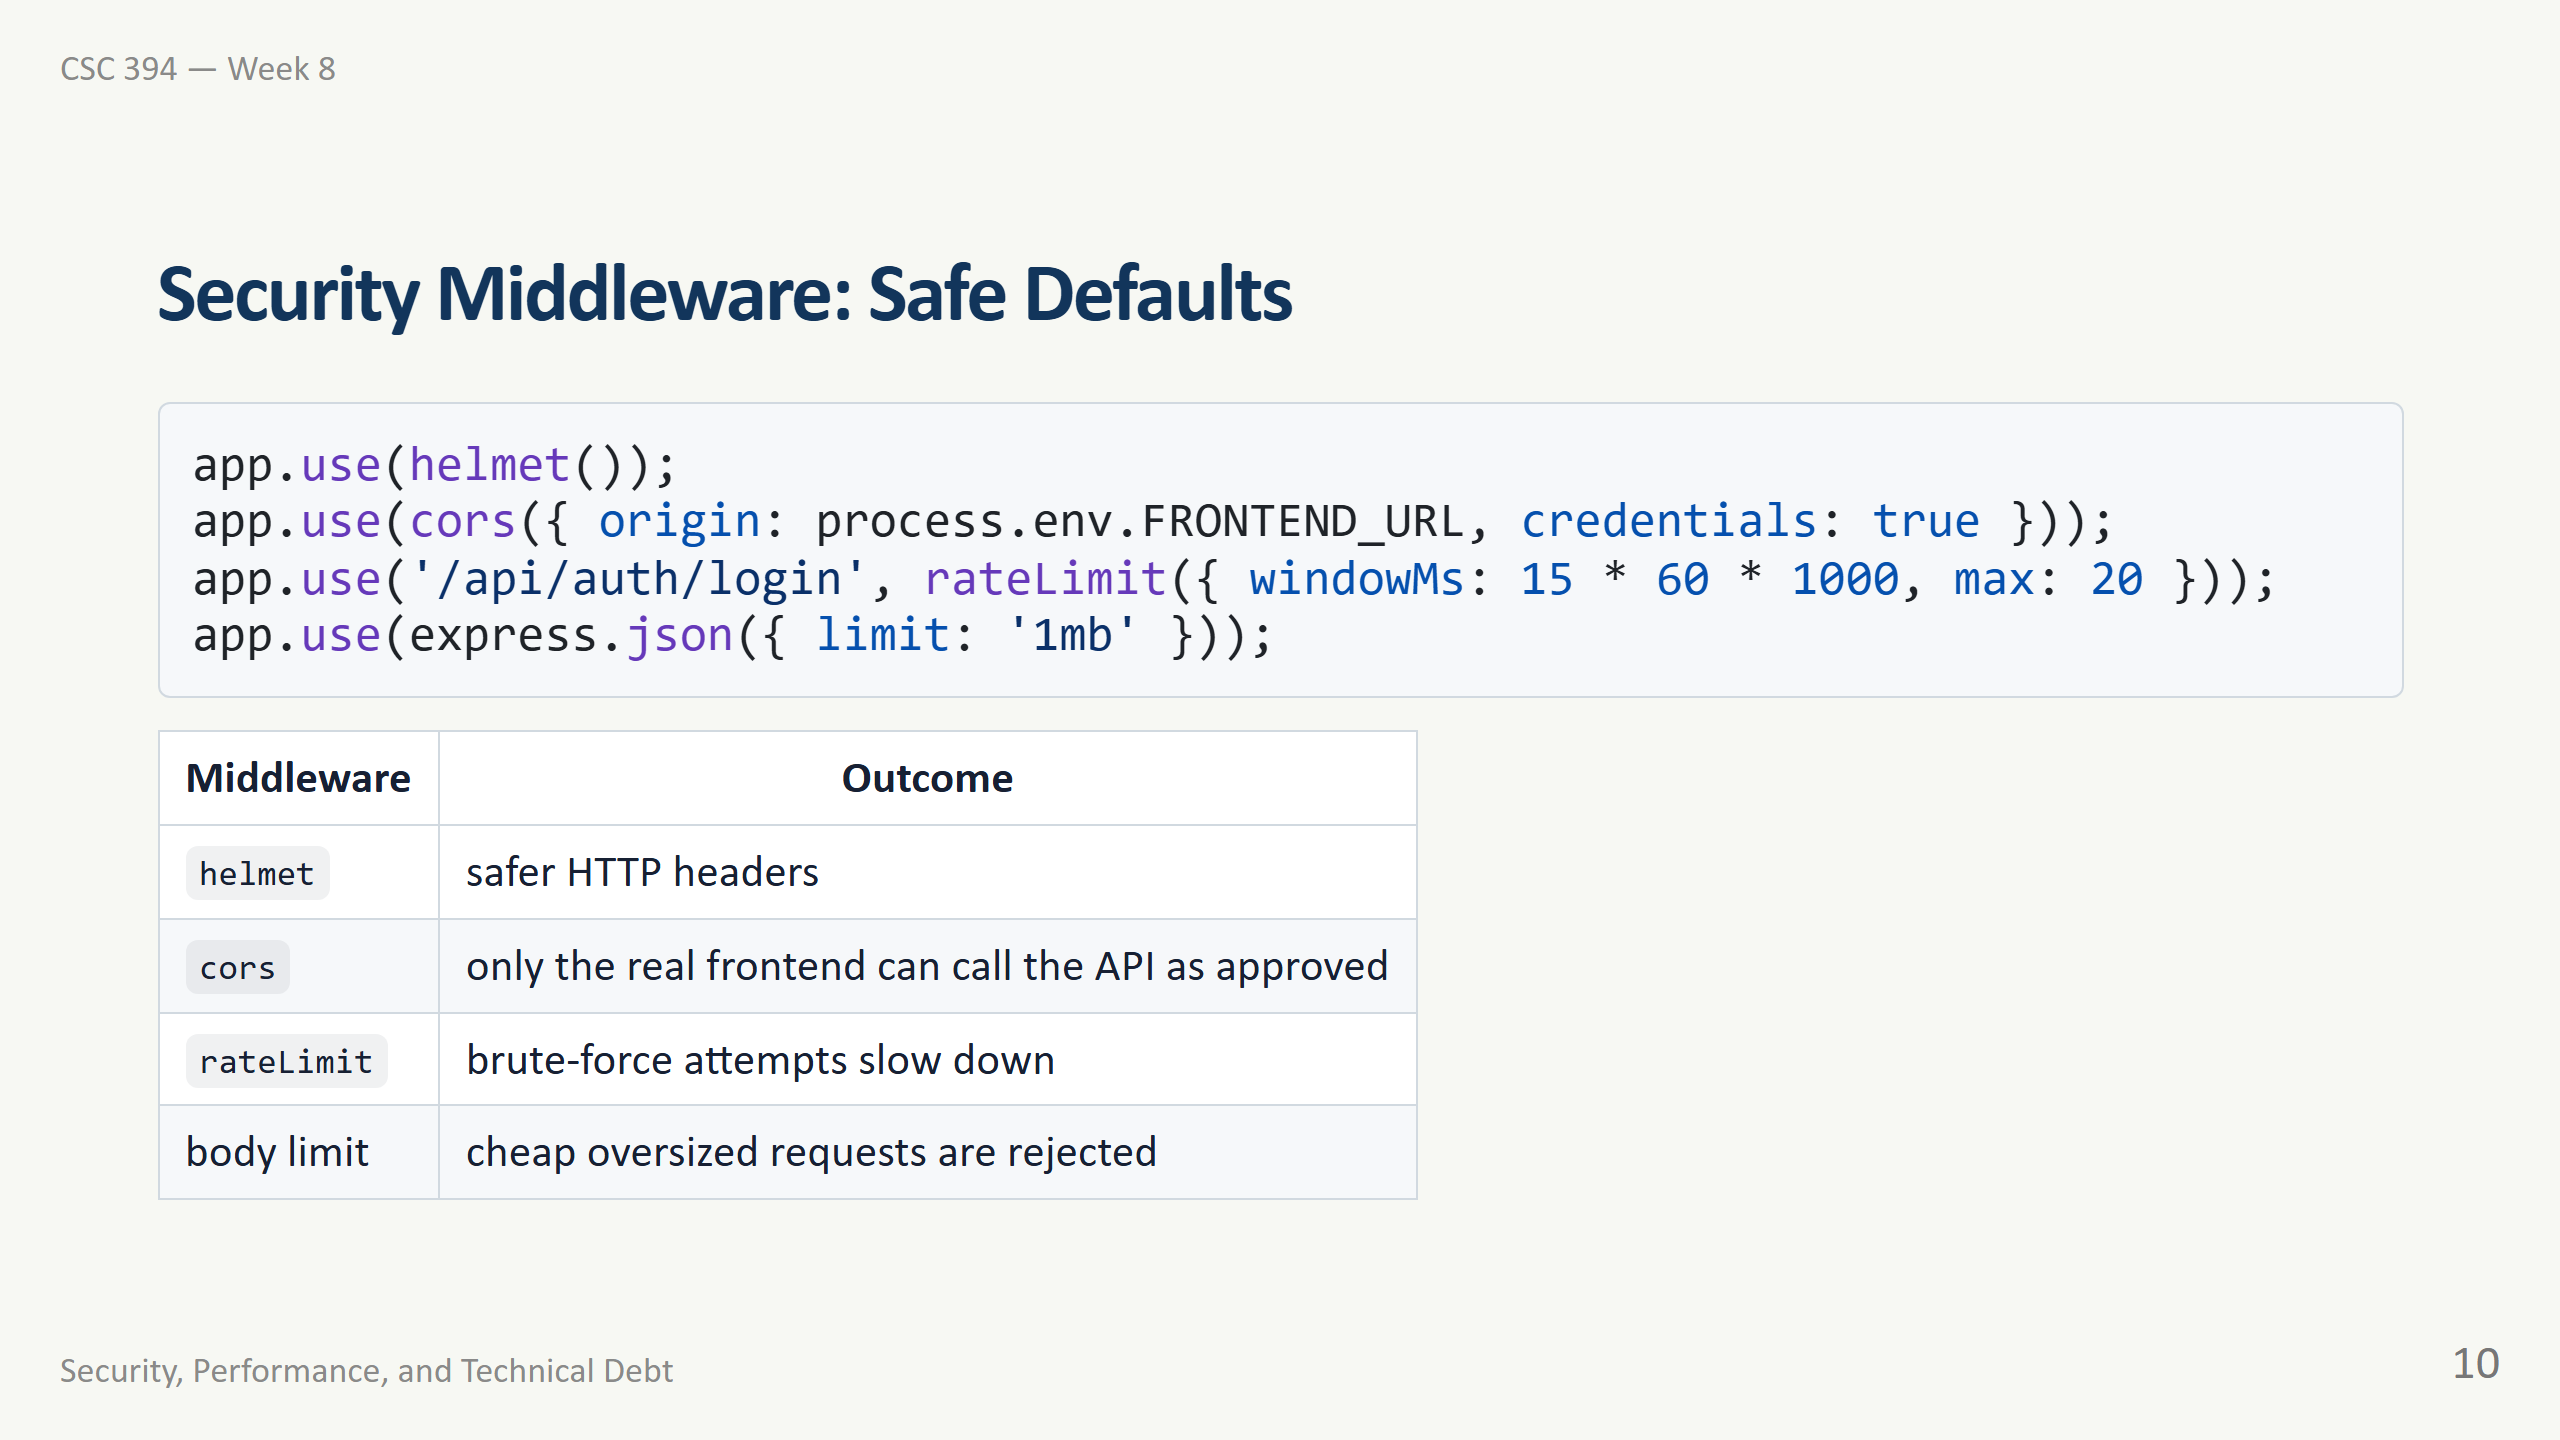 CSC 394 — Week 8
Security Middleware: Safe Defaults
app.use(helmet());
app.use(cors({ origin: process.env.FRONTEND_URL, credentials: true }));
app.use('/api/auth/login', rateLimit({ windowMs: 15 * 60 * 1000, max: 20 }));
app.use(express.json({ limit: '1mb' }));
Middleware Outcome
helmet safer HTTP headers
cors only the real frontend can call the API as approved
rateLimit brute-force attempts slow down
body limit cheap oversized requests are rejected
Security, Performance, and Technical Debt
10